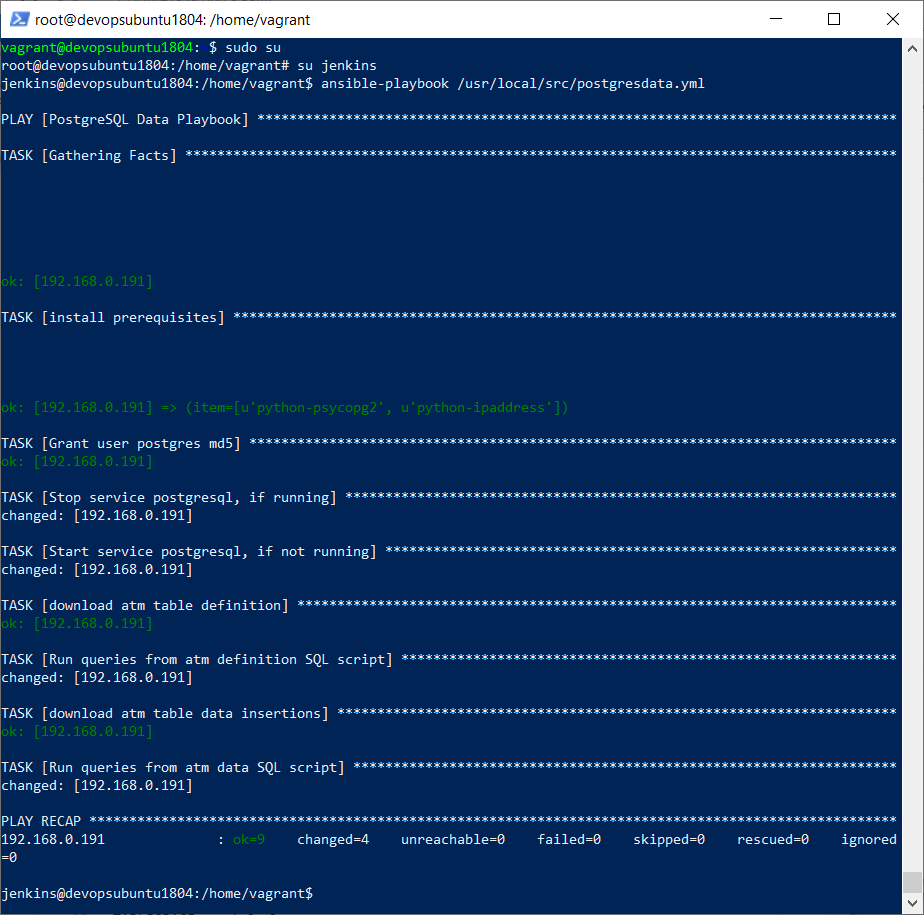 root@devopsubuntu1804: /home/vagrant
vagrant@devopsubuntu1804:~$ sudo su
root@devopsubuntu1804:/home/vagrant# su jenkins
jenkins@devopsubuntu1804:/home/vagrant$ ansible-playbook /usr/local/src/postgresdata.yml
PLAY [PostgreSQL Data Playbook] ********************************************************************************
TASK [Gathering Facts] *****************************************************************************************
ok: [192.168.0.191]
TASK [install prerequisites] ***********************************************************************************
ok: [192.168.0.191] => (item=[u'python-psycopg2', u'python-ipaddress'])
TASK [Grant user postgres md5] *********************************************************************************
ok: [192.168.0.191]
TASK [Stop service postgresql, if running] *********************************************************************
changed: [192.168.0.191]
TASK [Start service postgresql, if not running] ****************************************************************
changed: [192.168.0.191]
TASK [download atm table definition] ***************************************************************************
ok: [192.168.0.191]
TASK [Run queries from atm definition SQL script] **************************************************************
changed: [192.168.0.191]
TASK [download atm table data insertions] **********************************************************************
ok: [192.168.0.191]
TASK [Run queries from atm data SQL script] ********************************************************************
changed: [192.168.0.191]
PLAY RECAP *****************************************************************************************************
192.168.0.191              : ok=9    changed=4    unreachable=0    failed=0    skipped=0    rescued=0    ignored
=0
jenkins@devopsubuntu1804:/home/vagrant$